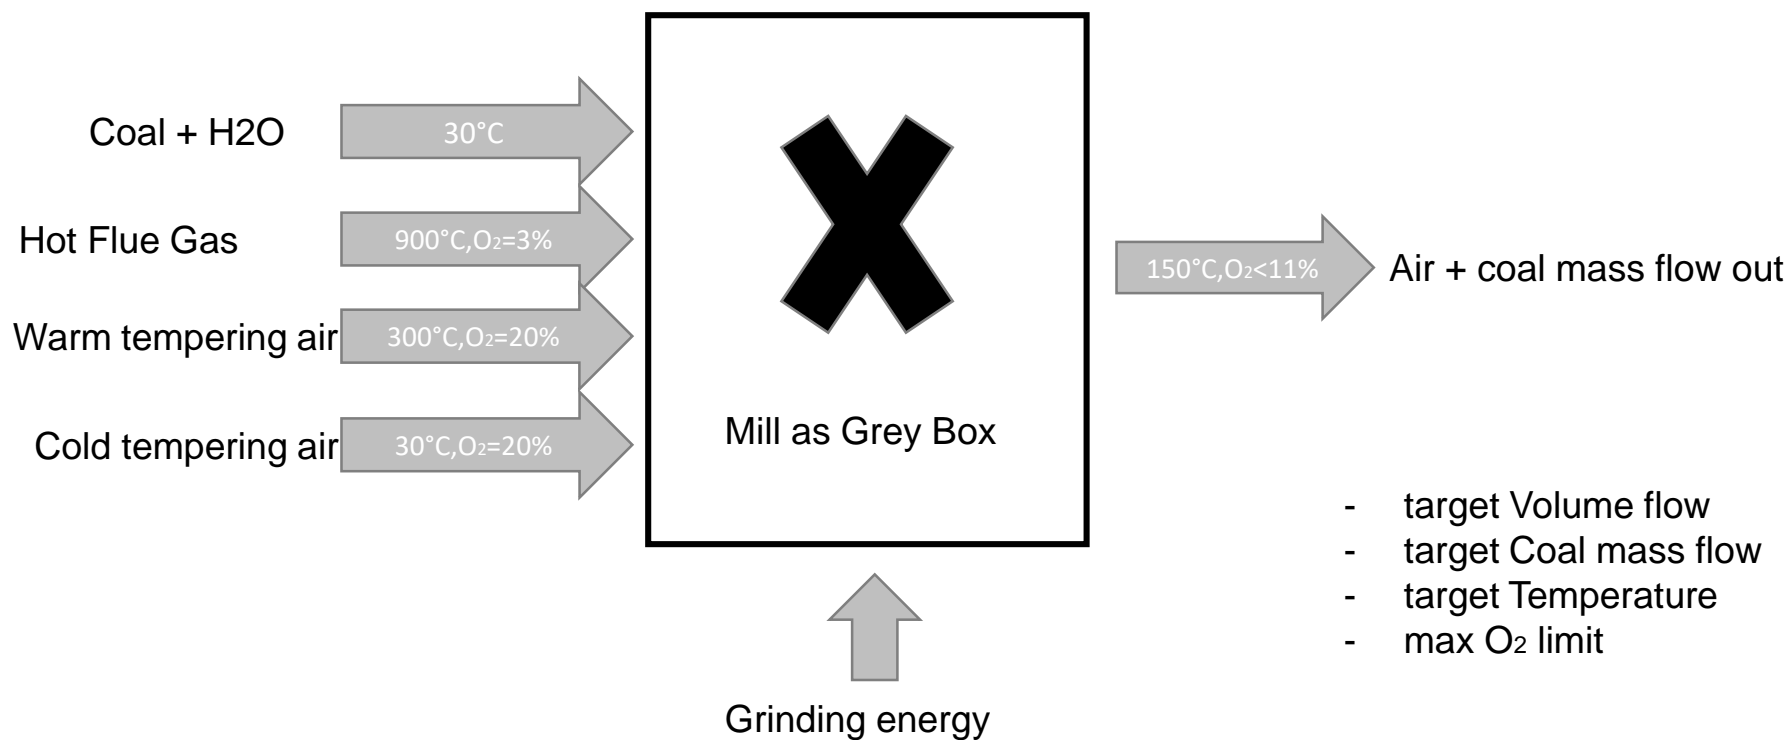 Coal + H2O
30°C
Hot Flue Gas
900°C,O₂=3%
Warm tempering air
300°C,O₂=20%
Cold tempering air
30°C,O₂=20%
Mill as Grey Box
Grinding energy
150°C,O₂<11%
Air + coal mass flow out
- target Volume flow
- target Coal mass flow
- target Temperature
- max O₂ limit